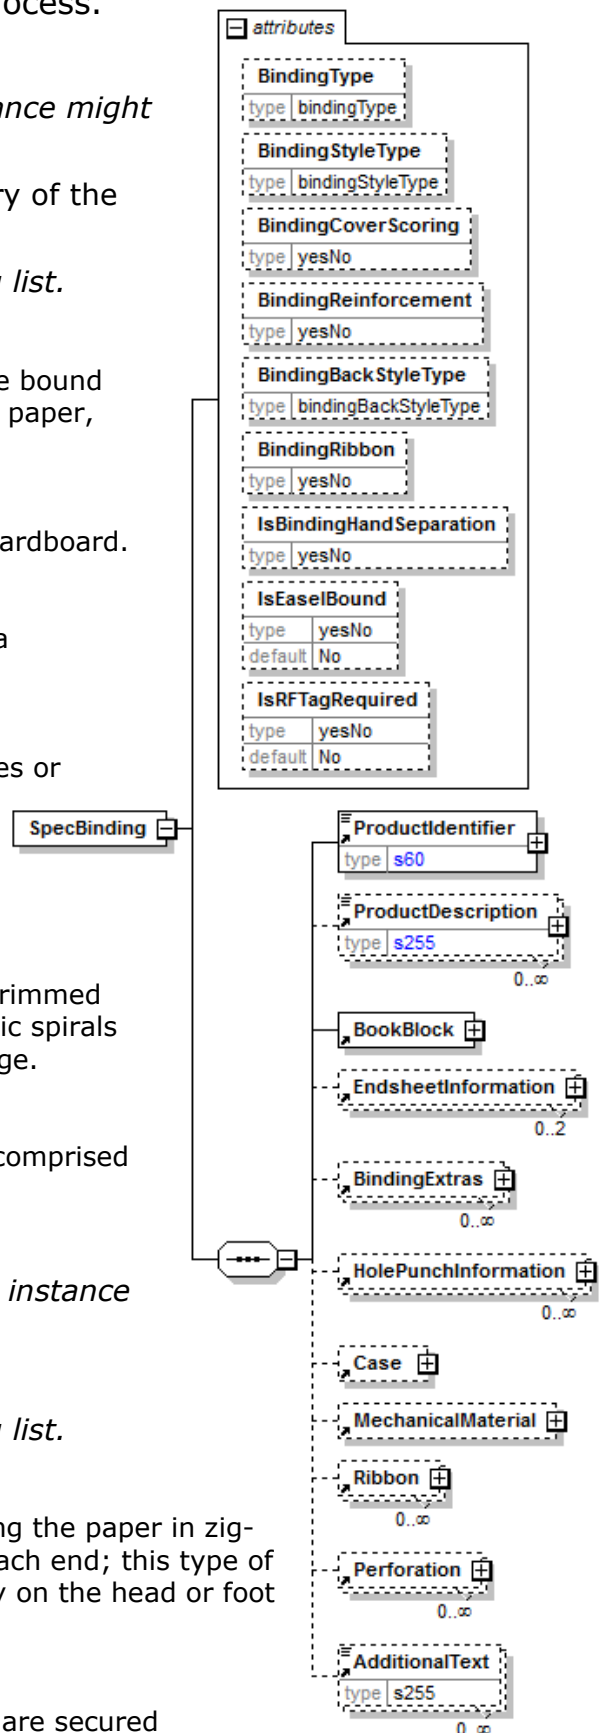 ocess.
ance might
ry of the
list.
e bound
paper,
ardboard.
a
es or
rimmed
ic spirals
ge.
comprised
instance
list.
ng the paper in zig-
ach end; this type of
y on the head or foot
are secured
attributes
BindingType
type bindingType
BindingStyleType
type bindingStyleType
BindingCoverScoring
type yesNo
BindingReinforcement
type yesNo
BindingBackStyleType
type bindingBackStyleType
BindingRibbon
type yesNo
IsBindingHandSeparation
type yesNo
IsEaselBound
type yesNo
default No
IsRFTagRequired
type yesNo
default No
SpecBinding
ProductIdentifier
type s60
ProductDescription
type s255
0..∞
BookBlock
EndsheetInformation
0..2
BindingExtras
0..∞
HolePunchInformation
0..∞
Case
MechanicalMaterial
Ribbon
0..∞
Perforation
0..∞
AdditionalText
type s255
0..∞